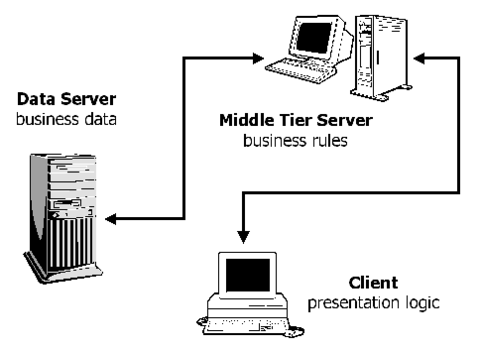 Data Server
business data
Middle Tier Server
business rules
Client
presentation logic